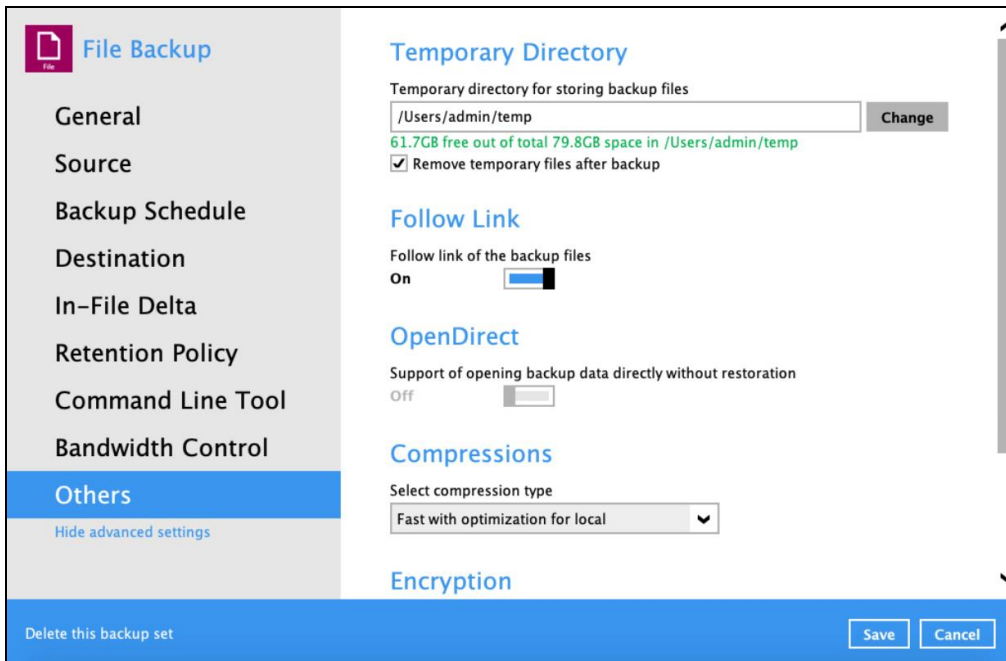 File
File Backup
General
Source
Backup Schedule
Destination
In-File Delta
Retention Policy
Command Line Tool
Bandwidth Control
Others
Hide advanced settings
Temporary Directory
Temporary directory for storing backup files
/Users/admin/temp
Change
61.7GB free out of total 79.8GB space in /Users/admin/temp
Remove temporary files after backup
Follow Link
Follow link of the backup files
On
OpenDirect
Support of opening backup data directly without restoration
Off
Compressions
Select compression type
Fast with optimization for local
Encryption
Delete this backup set
Save
Cancel